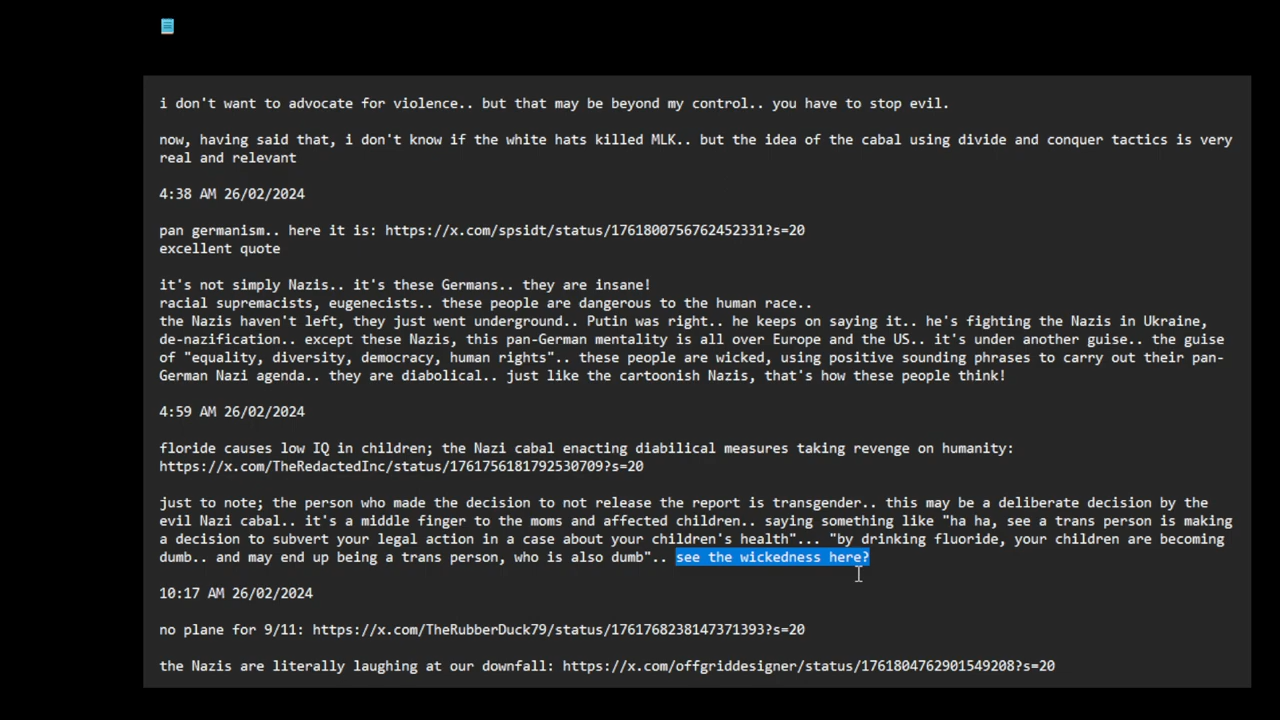 i don't want to advocate for violence.. but that may be beyond my control.. you have to stop evil.
now, having said that, i don't know if the white hats killed MLK.. but the idea of the cabal using divide and conquer tactics is very
real and relevant
4:38 AM 26/02/2024
pan germanism.. here it is: https://x.com/spsidt/status/1761800756762452331?s=20
excellent quote
it's not simply Nazis.. it's these Germans.. they are insane!
racial supremacists, eugenecists.. these people are dangerous to the human race..
the Nazis haven't left, they just went underground.. Putin was right.. he keeps on saying it.. he's fighting the Nazis in Ukraine,
de-nazification.. except these Nazis, this pan-German mentality is all over Europe and the US.. it's under another guise.. the guise
of "equality, diversity, democracy, human rights".. these people are wicked, using positive sounding phrases to carry out their pan-
German Nazi agenda.. they are diabolical.. just like the cartoonish Nazis, that's how these people think!
4:59 AM 26/02/2024
floride causes low IQ in children; the Nazi cabal enacting diabilical measures taking revenge on humanity:
https://x.com/TheRedactedInc/status/1761756181792530709?s=20
just to note; the person who made the decision to not release the report is transgender.. this may be a deliberate decision by the
evil Nazi cabal.. it's a middle finger to the moms and affected children.. saying something like "ha ha, see a trans person is making
a decision to subvert your legal action in a case about your children's health"... "by drinking fluoride, your children are becoming
dumb.. and may end up being a trans person, who is also dumb".. see the wickedness here?
10:17 AM 26/02/2024
no plane for 9/11: https://x.com/TheRubberDuck79/status/1761768238147371393?s=20
the Nazis are literally laughing at our downfall: https://x.com/offgriddesigner/status/1761804762901549208?s=20